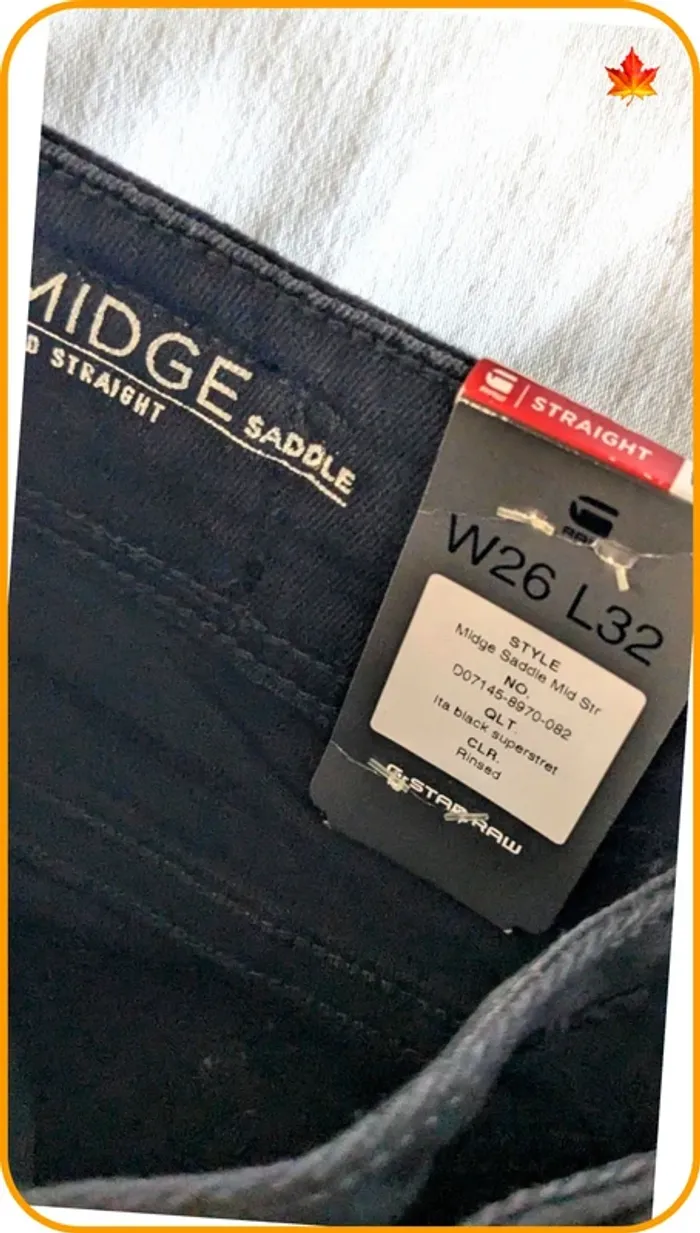 MIDGE
D STRAIGHT
SADDLE
STRAIGHT
RAW
W26 L32
STYLE
Midge Saddle Mid Str
NO.
D07145-8970-082
QLT.
ita black superstret
CLR.
Rinsed
G-STAR RAW